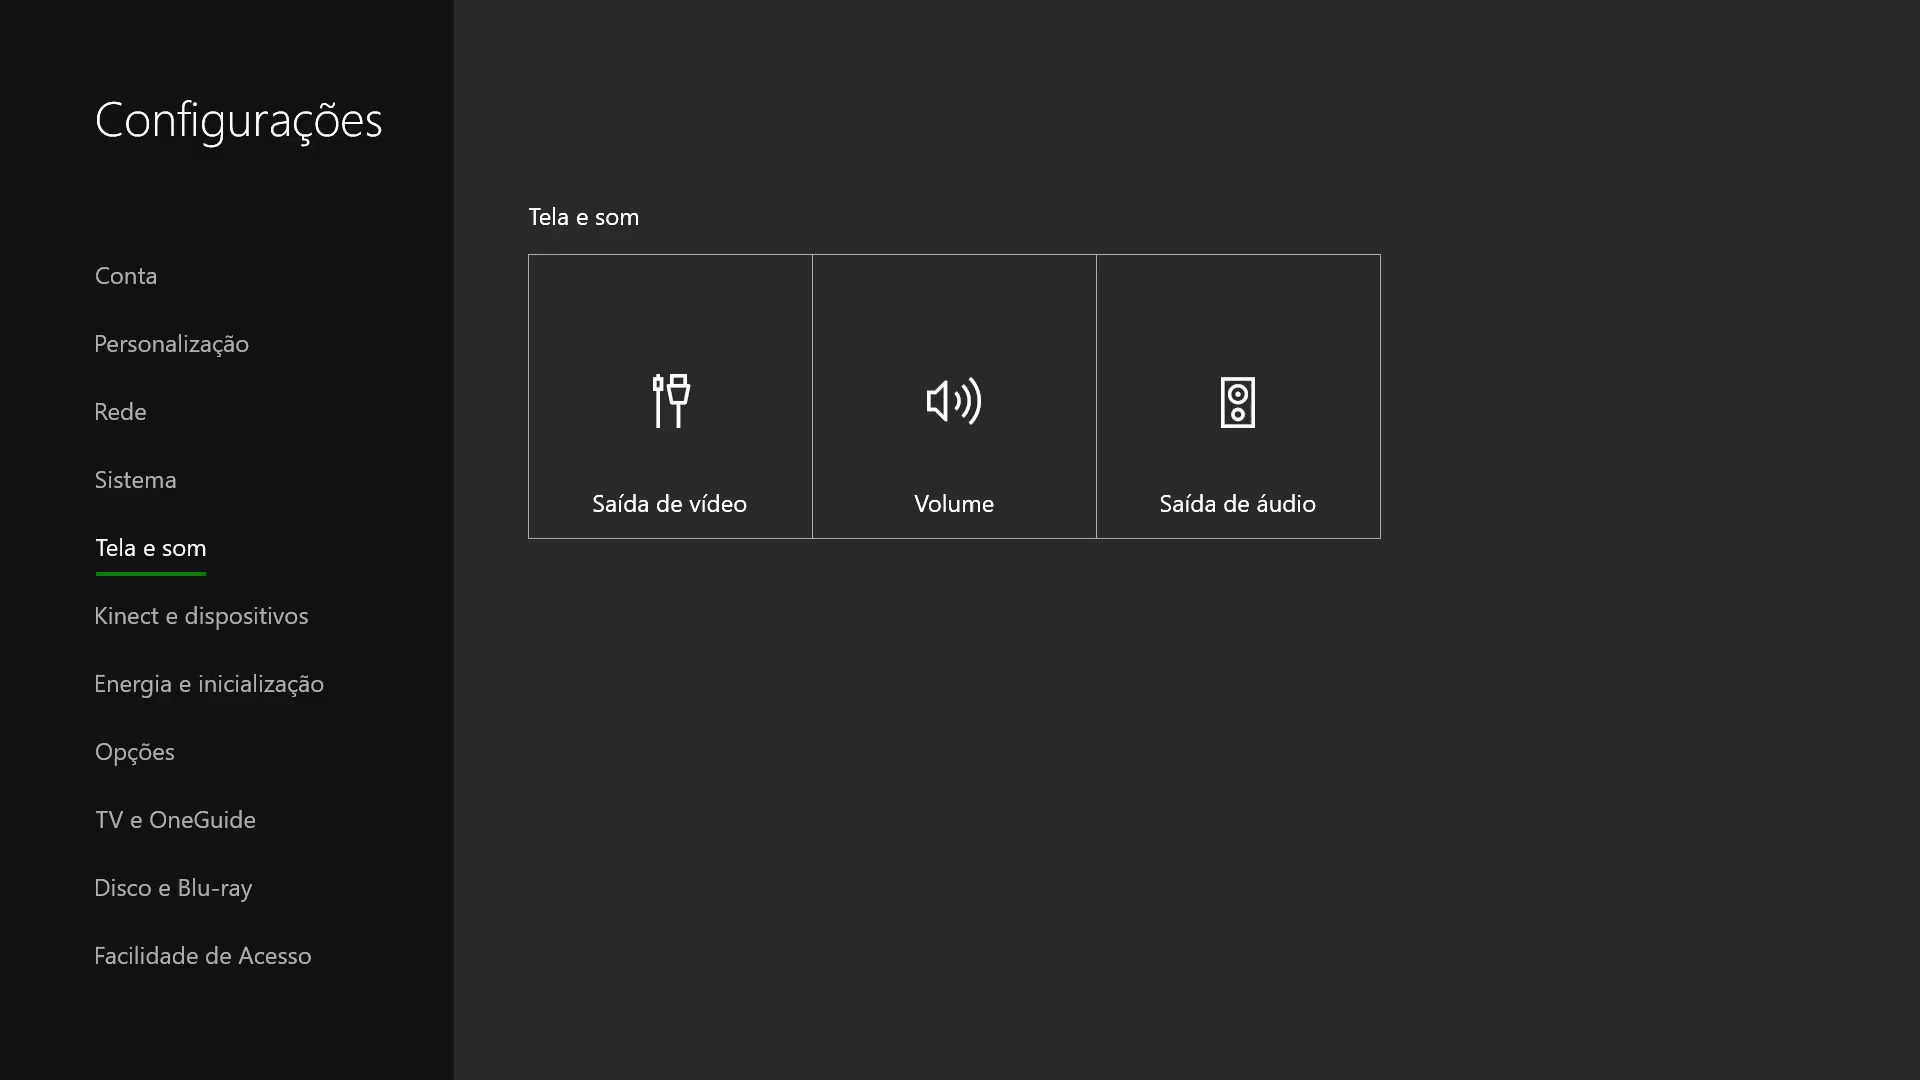 Configurações
Conta
Personalização
Rede
Sistema
Tela e som
Kinect e dispositivos
Energia e inicialização
Opções
TV e OneGuide
Disco e Blu-ray
Facilidade de Acesso
Tela e som
Saída de vídeo
Volume
Saída de áudio